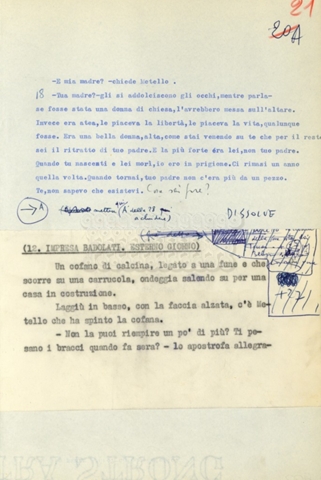 21
20A
-E mia madre? -chiede Metello .
18 -Tua madre?-gli si addolciscono gli occhi,mentre parla-
se fosse stata una donna di chiesa,l'avrebbero messa sull'altare.
Invece era atea,le piaceva la libertà,le piaceva la vita,qualunque
fosse. Era una bella donna,alta,come stai venendo su te che per il resto
sei il ritratto di tuo padre. E la più forte era lei,non tuo padre.
Quando tu nascesti e lei morì,io ero in prigione.Ci rimasi un anno
quella volta.Quando tornai,tuo padre non c'era più da un pezzo.
Te,non sapevo che esistevi.
→A
DISSOLVE
(12. IMPRESA BADOLATI. ESTERNO GIORNO)
Un cofano di calcina, legato a una fune e che
scorre su una carrucola, ondeggia salendo su per una
casa in costruzione.
Laggiù in basso, con la faccia alzata, c'è Me-
tello che ha spinto la cofana.
- Non la puoi riempire un po' di più? Ti pe-
sano i bracci quando fa sera? - lo apostrofa allegra-